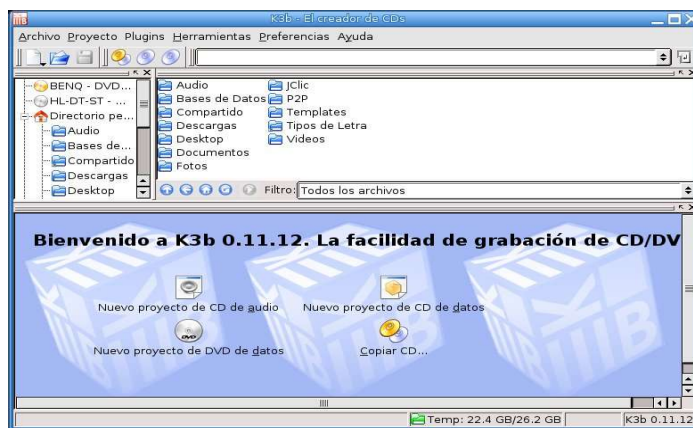 K3b - El creador de CDs
Archivo Proyecto Plugins Herramientas Preferencias Ayuda
BENQ - DVD...
HL-DT-ST - ...
Directorio pe...
Audio
Bases de...
Compartido
Descargas
Desktop
Audio
Bases de Datos
Compartido
Descargas
Desktop
Documentos
Fotos
JClic
P2P
Templates
Tipos de Letra
Videos
Filtro: Todos los archivos
Bienvenido a K3b 0.11.12. La facilidad de grabación de CD/DV
Nuevo proyecto de CD de audio
Nuevo proyecto de CD de datos
Nuevo proyecto de DVD de datos
Copiar CD...
Temp: 22.4 GB/26.2 GB
K3b 0.11.12